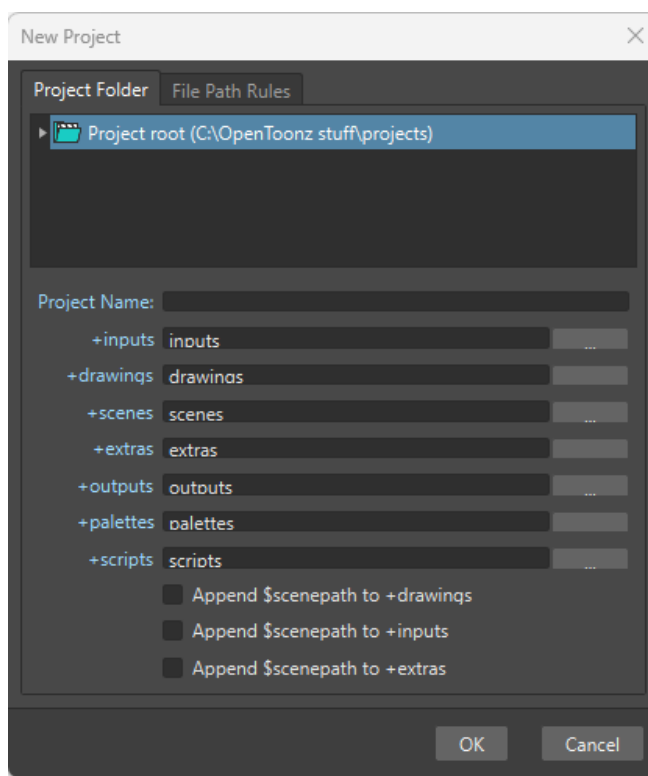 New Project
Project Folder File Path Rules
Project root (C:\OpenToonz stuff\projects)
Project Name:
+inputs inputs ...
+drawings drawings
+scenes scenes ...
+extras extras
+outputs outputs ...
+palettes palettes
+scripts scripts ...
Append $scenepath to +drawings
Append $scenepath to +inputs
Append $scenepath to +extras
OK Cancel